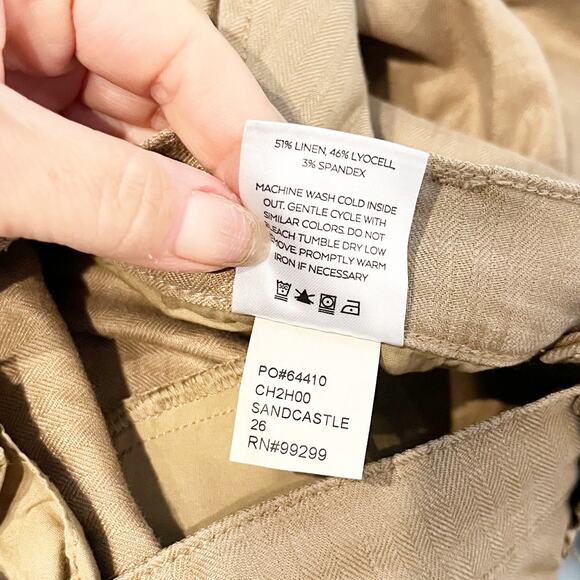 51% LINEN, 46% LYOCELL,
3% SPANDEX
MACHINE WASH COLD INSIDE
OUT. GENTLE CYCLE WITH
SIMILAR COLORS. DO NOT
BLEACH TUMBLE DRY LOW
REMOVE PROMPTLY WARM
IRON IF NECESSARY
PO#64410
CH2H00
SANDCASTLE
26
RN#99299